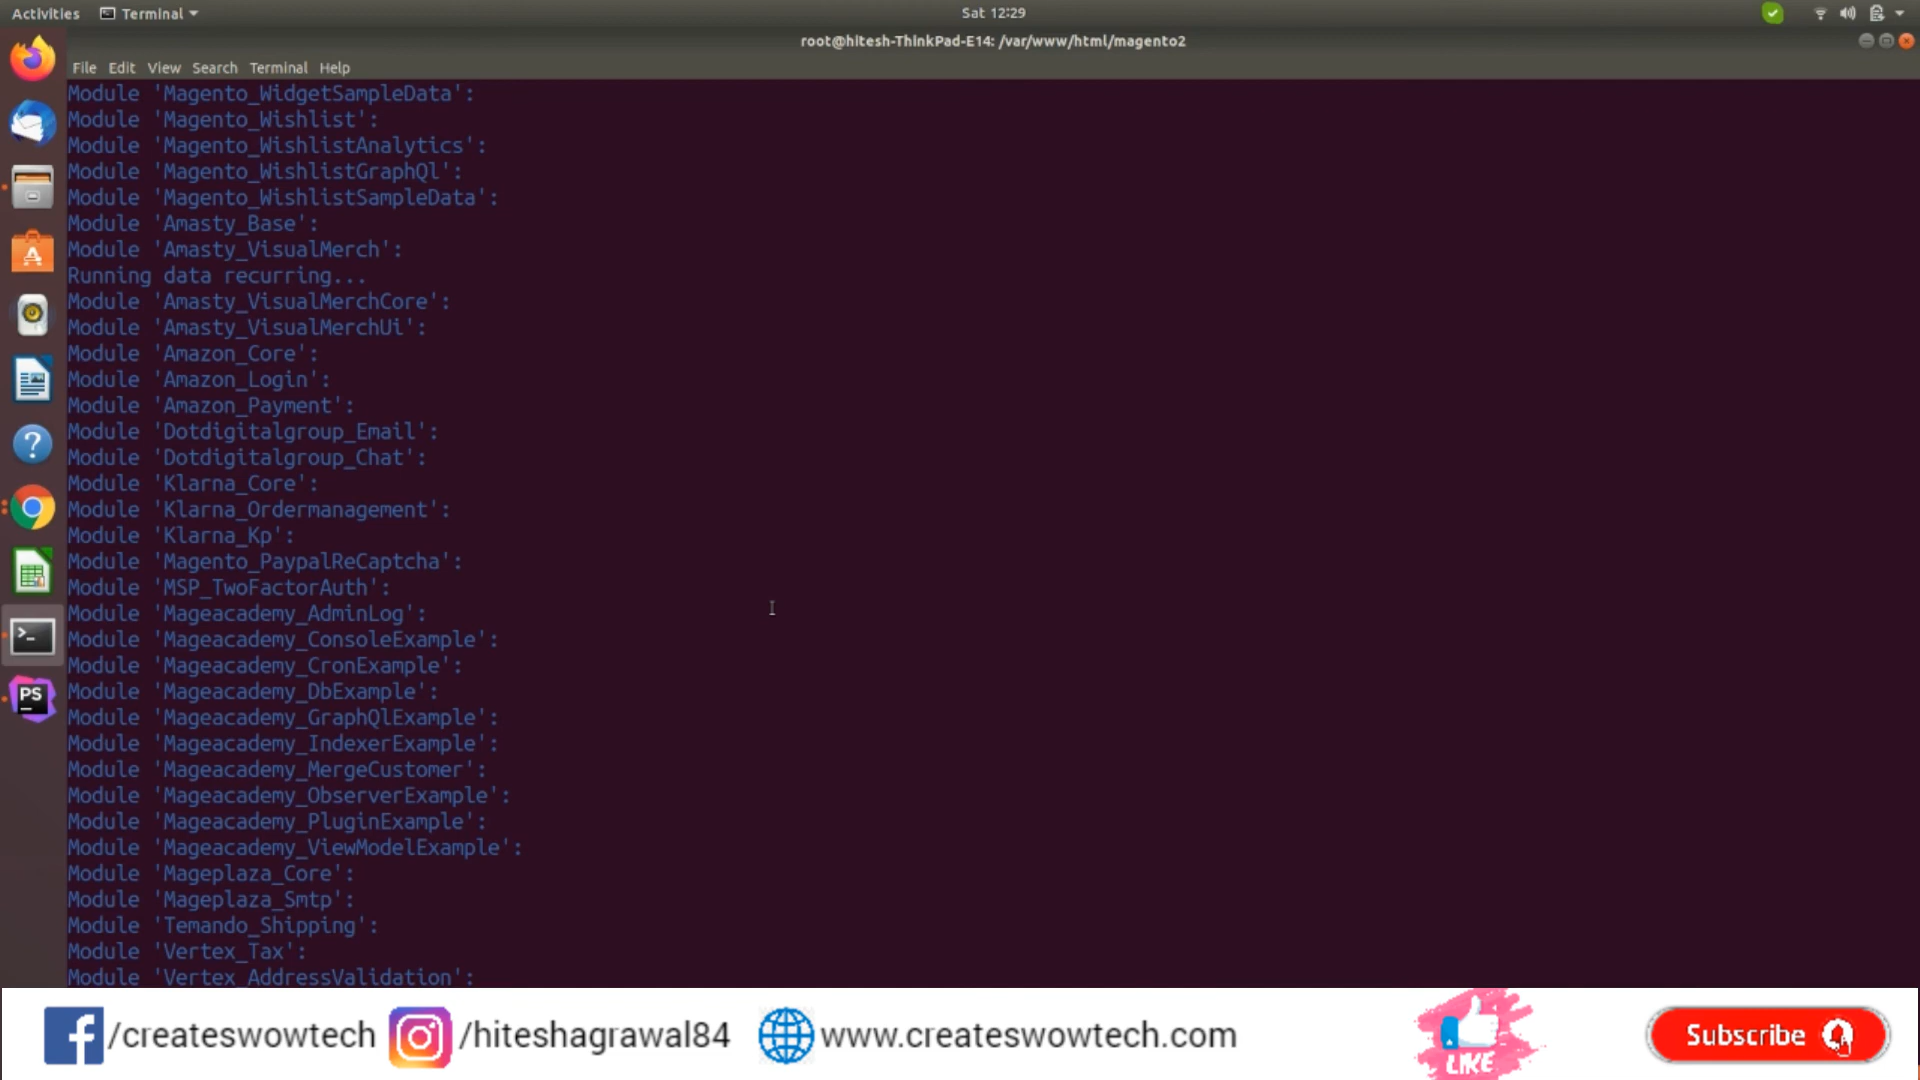 Activities Terminal Sat 12:29
root@hitesh-ThinkPad-E14: /var/www/html/magento2
File Edit View Search Terminal Help
Module 'Magento_WidgetSampleData':
Module 'Magento_Wishlist':
Module 'Magento_WishlistAnalytics':
Module 'Magento_WishlistGraphQl':
Module 'Magento_WishlistSampleData':
Module 'Amasty_Base':
Module 'Amasty_VisualMerch':
Running data recurring...
Module 'Amasty_VisualMerchCore':
Module 'Amasty_VisualMerchUi':
Module 'Amazon_Core':
Module 'Amazon_Login':
Module 'Amazon_Payment':
Module 'Dotdigitalgroup_Email':
Module 'Dotdigitalgroup_Chat':
Module 'Klarna_Core':
Module 'Klarna_Ordermanagement':
Module 'Klarna_Kp':
Module 'Magento_PaypalReCaptcha':
Module 'MSP_TwoFactorAuth':
Module 'Mageacademy_AdminLog':
Module 'Mageacademy_ConsoleExample':
Module 'Mageacademy_CronExample':
Module 'Mageacademy_DbExample':
Module 'Mageacademy_GraphQlExample':
Module 'Mageacademy_IndexerExample':
Module 'Mageacademy_MergeCustomer':
Module 'Mageacademy_ObserverExample':
Module 'Mageacademy_PluginExample':
Module 'Mageacademy_ViewModelExample':
Module 'Mageplaza_Core':
Module 'Mageplaza_Smtp':
Module 'Temando_Shipping':
Module 'Vertex_Tax':
Module 'Vertex_AddressValidation':
PS
/createswowtech /hiteshagrawal84 www.createswowtech.com LIKE Subscribe